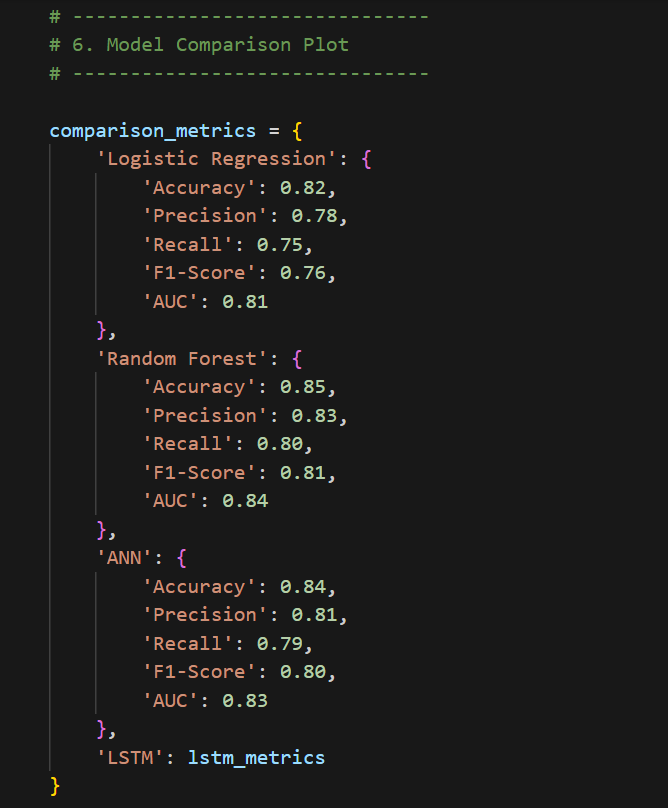 # -------------------------------
# 6. Model Comparison Plot
# -------------------------------
comparison_metrics = {
    'Logistic Regression': {
        'Accuracy': 0.82,
        'Precision': 0.78,
        'Recall': 0.75,
        'F1-Score': 0.76,
        'AUC': 0.81
    },
    'Random Forest': {
        'Accuracy': 0.85,
        'Precision': 0.83,
        'Recall': 0.80,
        'F1-Score': 0.81,
        'AUC': 0.84
    },
    'ANN': {
        'Accuracy': 0.84,
        'Precision': 0.81,
        'Recall': 0.79,
        'F1-Score': 0.80,
        'AUC': 0.83
    },
    'LSTM': lstm_metrics
}